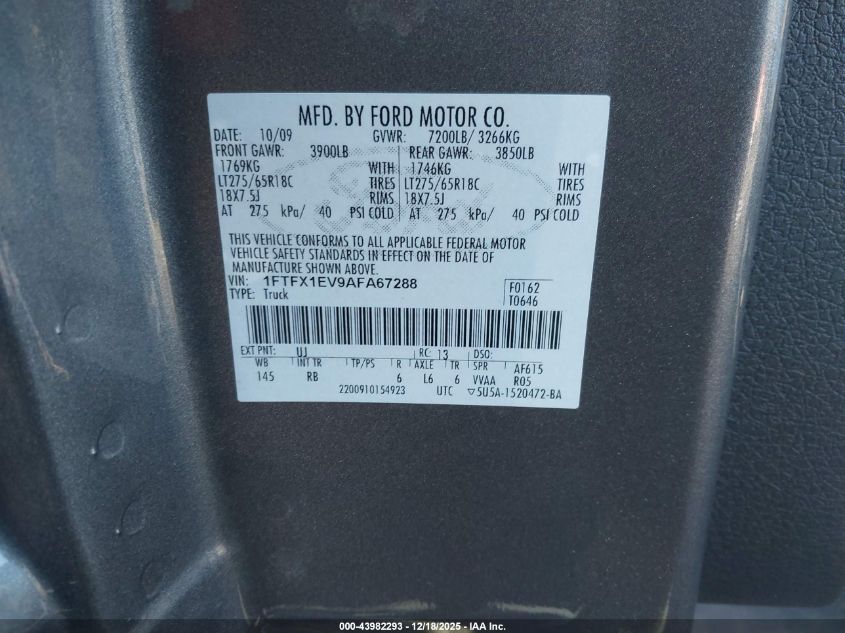 MFD. BY FORD MOTOR CO.
DATE: 10/09 GVWR: 7200LB/ 3266KG
FRONT GAWR: 3900LB REAR GAWR: 3850LB
1769KG WITH 1746KG WITH
LT275/65R18C TIRES LT275/65R18C TIRES
18X7.5J RIMS 18X7.5J RIMS
AT 275 kPa/ 40 PSI COLD AT 275 kPa/ 40 PSI COLD
THIS VEHICLE CONFORMS TO ALL APPLICABLE FEDERAL MOTOR
VEHICLE SAFETY STANDARDS IN EFFECT ON THE DATE OF
MANUFACTURE SHOWN ABOVE.
VIN: 1FTFX1EV9AFA67288 F0162
TYPE: Truck T0646
EXT PNT: UJ RC: 13 DSO:
WB INT TR TP/PS R AXLE TR SPR AF615
145 RB 6 L6 6 VVAA R05
2200910154923 UTC ▽5U5A-1520472-BA
000-43982293 - 12/18/2025 - IAA Inc.